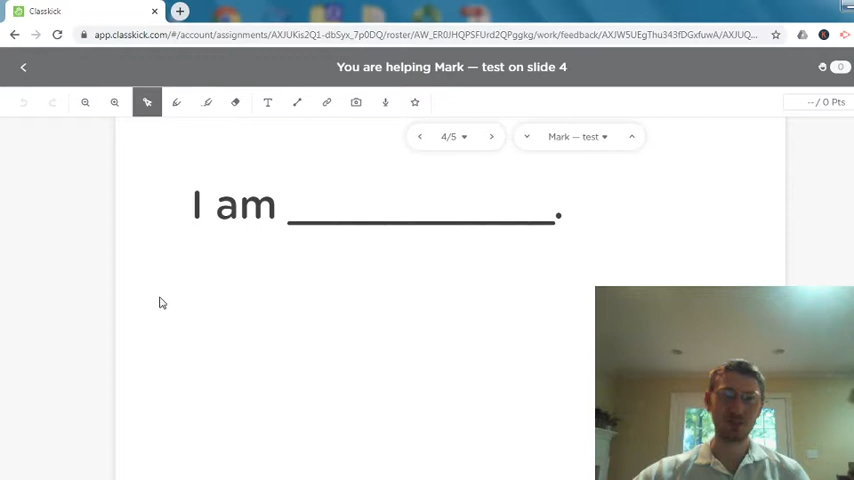 Classkick
app.classkick.com/#/account/assignments/AXJUKis2Q1-dbSyx_7p0DQ/roster/AW_ER0JHQPSFUrd2QPggkg/work/feedback/AXJW5UEgThu343fDGxfuwA/AXJUQ...
You are helping Mark — test on slide 4
0
T
--/ 0 Pts
4/5
Mark — test
I am ____________.